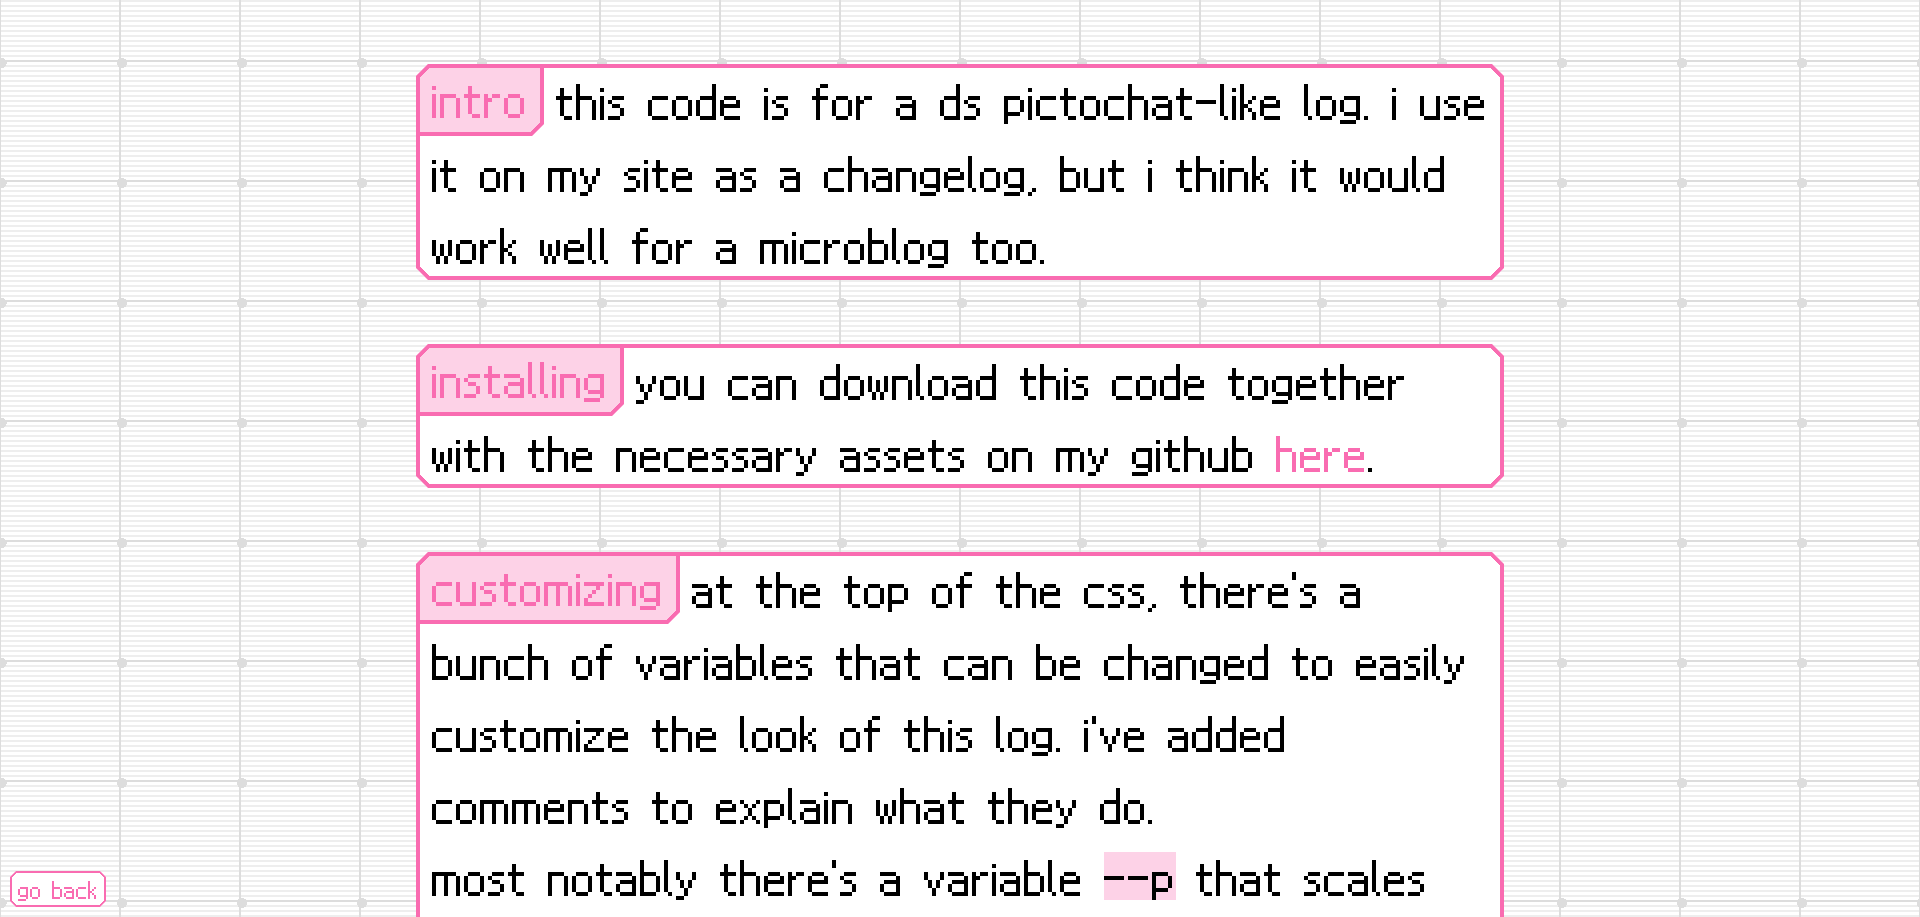 intro this code is for a ds pictochat-like log. i use
it on my site as a changelog, but i think it would
work well for a microblog too.
installing you can download this code together
with the necessary assets on my github here.
customizing at the top of the css, there's a
bunch of variables that can be changed to easily
customize the look of this log. i've added
comments to explain what they do.
most notably there's a variable --p that scales
go back